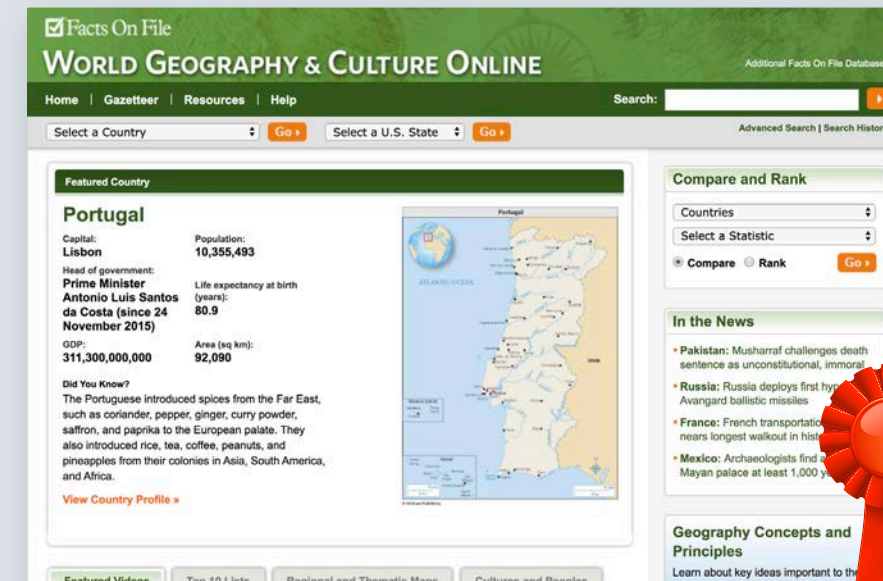 Facts On File
WORLD GEOGRAPHY & CULTURE ONLINE
Additional Facts On File Database
Home | Gazetteer | Resources | Help
Search:
Select a Country
Go
Select a U.S. State
Go
Advanced Search | Search Histor
Featured Country
Portugal
Capital:
Lisbon
Population:
10,355,493
Head of government:
Prime Minister
Antonio Luis Santos
da Costa (since 24
November 2015)
Life expectancy at birth
(years):
80.9
GDP:
311,300,000,000
Area (sq km):
92,090
Did You Know?
The Portuguese introduced spices from the Far East,
such as coriander, pepper, ginger, curry powder,
saffron, and paprika to the European palate. They
also introduced rice, tea, coffee, peanuts, and
pineapples from their colonies in Asia, South America,
and Africa.
View Country Profile »
Portugal
ATLANTIC OCEAN
SPAIN
Compare and Rank
Countries
Select a Statistic
Compare
Rank
Go
In the News
• Pakistan: Musharraf challenges death
sentence as unconstitutional, immoral
• Russia: Russia deploys first hyp
Avangard ballistic missiles
• France: French transportatio
nears longest walkout in hist
• Mexico: Archaeologists find a
Mayan palace at least 1,000 y
Geography Concepts and
Principles
Learn about key ideas important to the
Featured Videos
Top 10 Lists
Regional and Thematic Maps
Cultures and Peoples